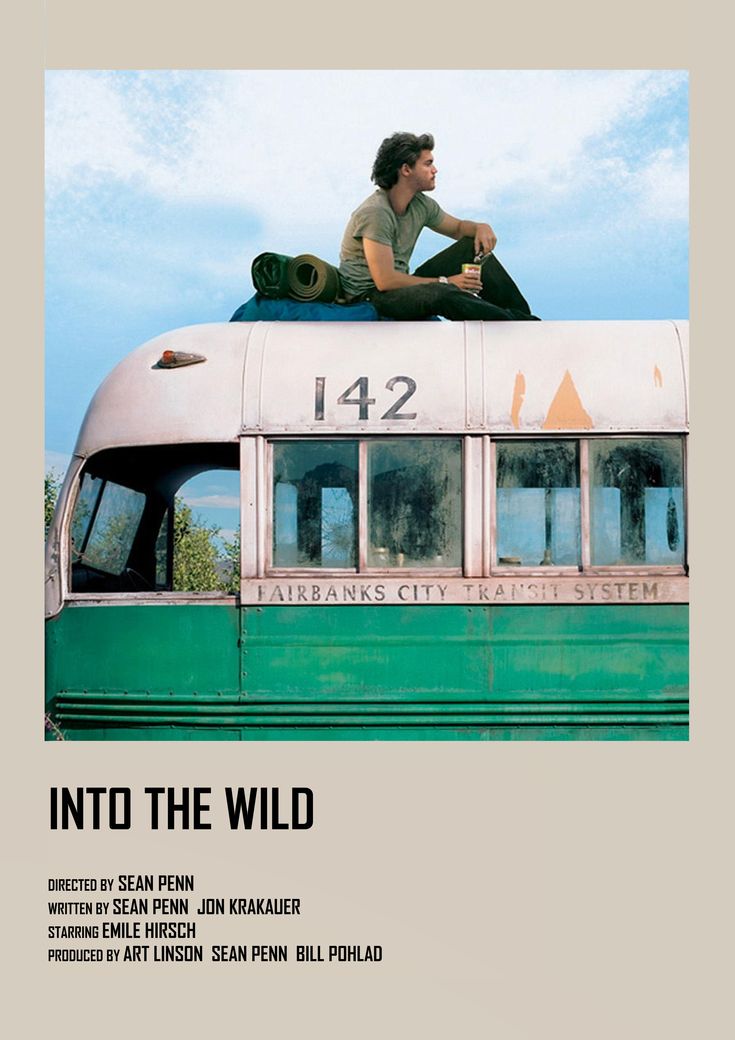 142
FAIRBANKS CITY TRANSIT SYSTEM
INTO THE WILD
DIRECTED BY SEAN PENN
WRITTEN BY SEAN PENN JON KRAKAUER
STARRING EMILE HIRSCH
PRODUCED BY ART LINSON SEAN PENN BILL POHLAD